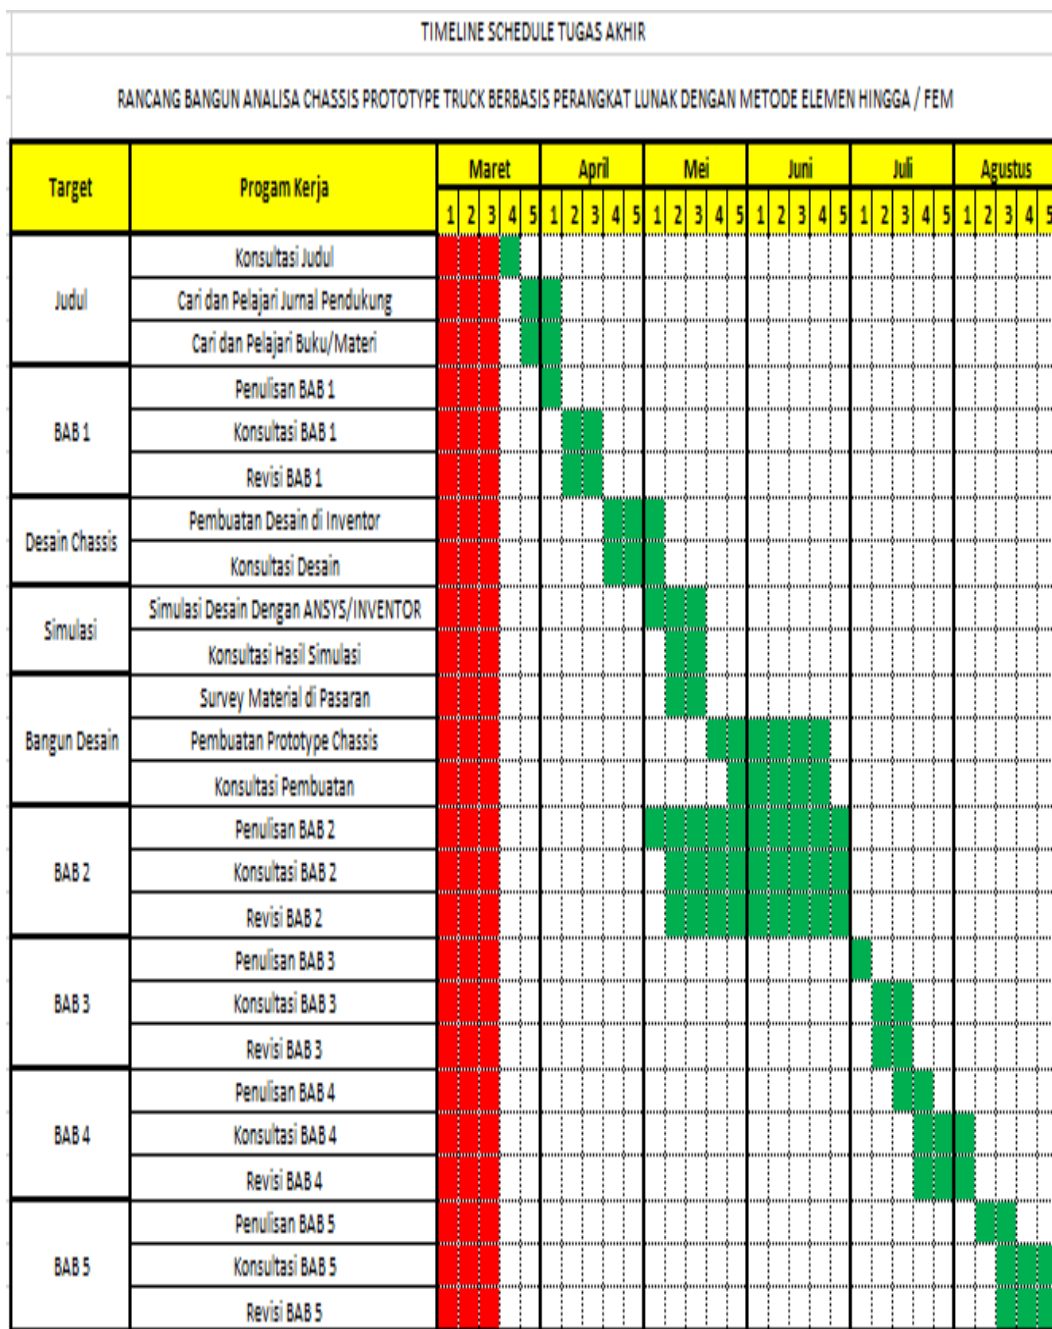 TIMELINE SCHEDULE TUGAS AKHIR
RANCANG BANGUN ANALISA CHASSIS PROTOTYPE TRUCK BERBASIS PERANGKAT LUNAK DENGAN METODE ELEMEN HINGGA / FEM
Target Progam Kerja Maret April Mei Juni Juli Agustus
1 2 3 4 5 1 2 3 4 5 1 2 3 4 5 1 2 3 4 5 1 2 3 4 5 1 2 3 4 5
Judul
Konsultasi Judul
Cari dan Pelajari Jurnal Pendukung
Cari dan Pelajari Buku/Materi
BAB 1
Penulisan BAB 1
Konsultasi BAB 1
Revisi BAB 1
Desain Chassis
Pembuatan Desain di Inventor
Konsultasi Desain
Simulasi
Simulasi Desain Dengan ANSYS/INVENTOR
Konsultasi Hasil Simulasi
Bangun Desain
Survey Material di Pasaran
Pembuatan Prototype Chassis
Konsultasi Pembuatan
BAB 2
Penulisan BAB 2
Konsultasi BAB 2
Revisi BAB 2
BAB 3
Penulisan BAB 3
Konsultasi BAB 3
Revisi BAB 3
BAB 4
Penulisan BAB 4
Konsultasi BAB 4
Revisi BAB 4
BAB 5
Penulisan BAB 5
Konsultasi BAB 5
Revisi BAB 5